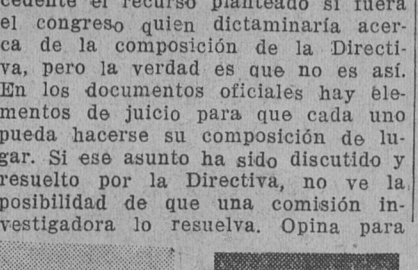 cedente el recurso planteado si fuera
el congreso quien dictaminaría acer-
ca de la composición de la Directi-
va, pero la verdad es que no es así.
En los documentos oficiales hay ele-
mentos de juicio para que cada uno
pueda hacerse su composición de lu-
gar. Si ese asunto ha sido discutido y
resuelto por la Directiva, no ve la
posibilidad de que una comisión in-
vestigadora lo resuelva. Opina para